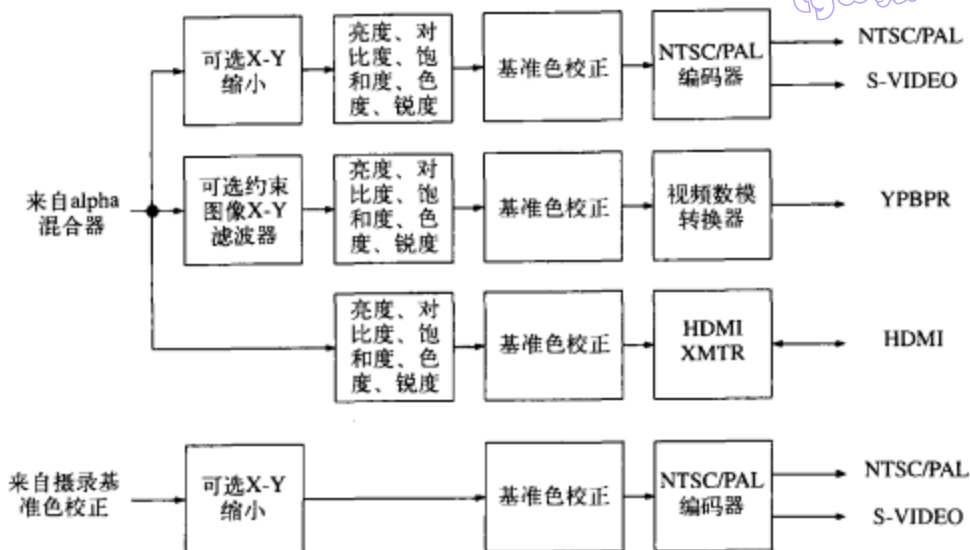 可选X-Y
缩小
亮度、对
比度、饱
和度、色
度、锐度
基准色校正
NTSC/PAL
编码器
NTSC/PAL
S-VIDEO
来自alpha
混合器
可选约束
图像X-Y
滤波器
亮度、对
比度、饱
和度、色
度、锐度
基准色校正
视频数模
转换器
YPBPR
亮度、对
比度、饱
和度、色
度、锐度
基准色校正
HDMI
XMTR
HDMI
来自摄录基
准色校正
可选X-Y
缩小
基准色校正
NTSC/PAL
编码器
NTSC/PAL
S-VIDEO